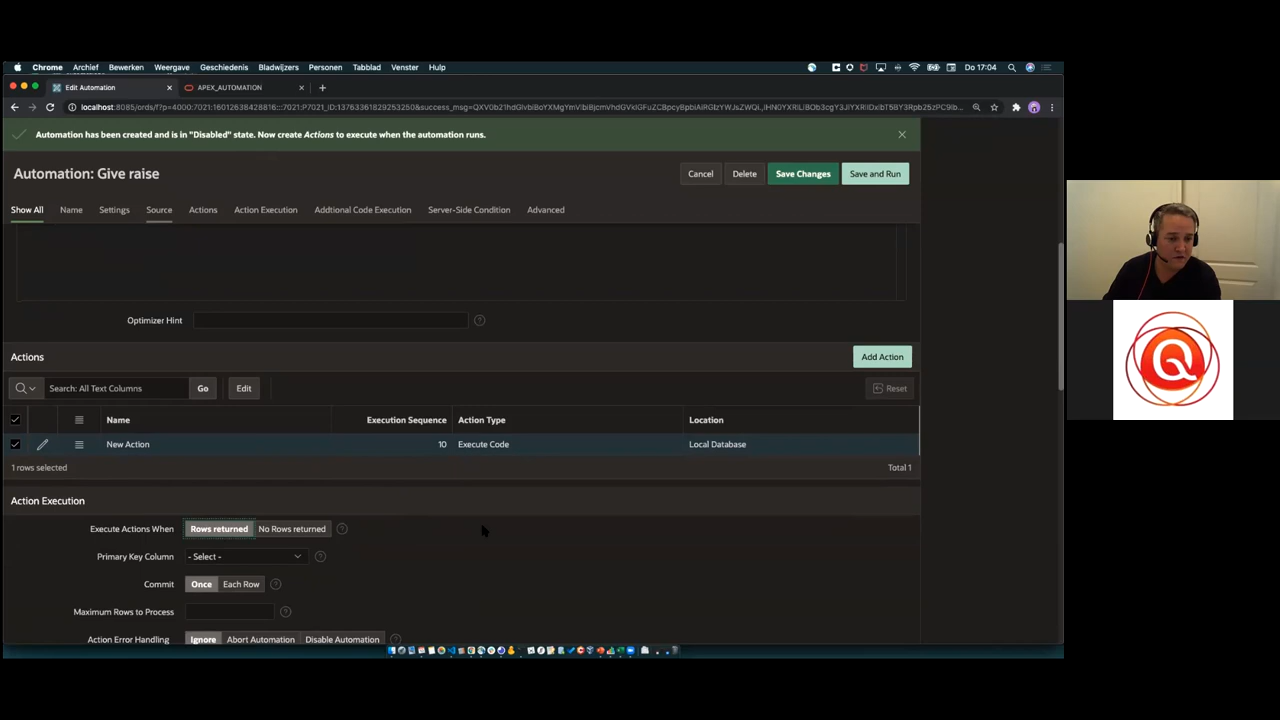 Chrome Archief Bewerken Weergave Geschiedenis Bladwijzers Personen Tabblad Venster Help Do 17:04
Edit Automation APEX_AUTOMATION
Automation has been created and is in "Disabled" state. Now create Actions to execute when the automation runs.
Automation: Give raise Cancel Delete Save Changes Save and Run
Show All Name Settings Source Actions Action Execution Addtional Code Execution Server-Side Condition Advanced
Optimizer Hint
Actions Add Action
Search: All Text Columns Go Edit Reset
Name Execution Sequence Action Type Location
New Action 10 Execute Code Local Database
1 rows selected Total 1
Action Execution
Execute Actions When Rows returned No Rows returned
Primary Key Column - Select -
Commit Once Each Row
Maximum Rows to Process
Action Error Handling Ignore Abort Automation Disable Automation
Q